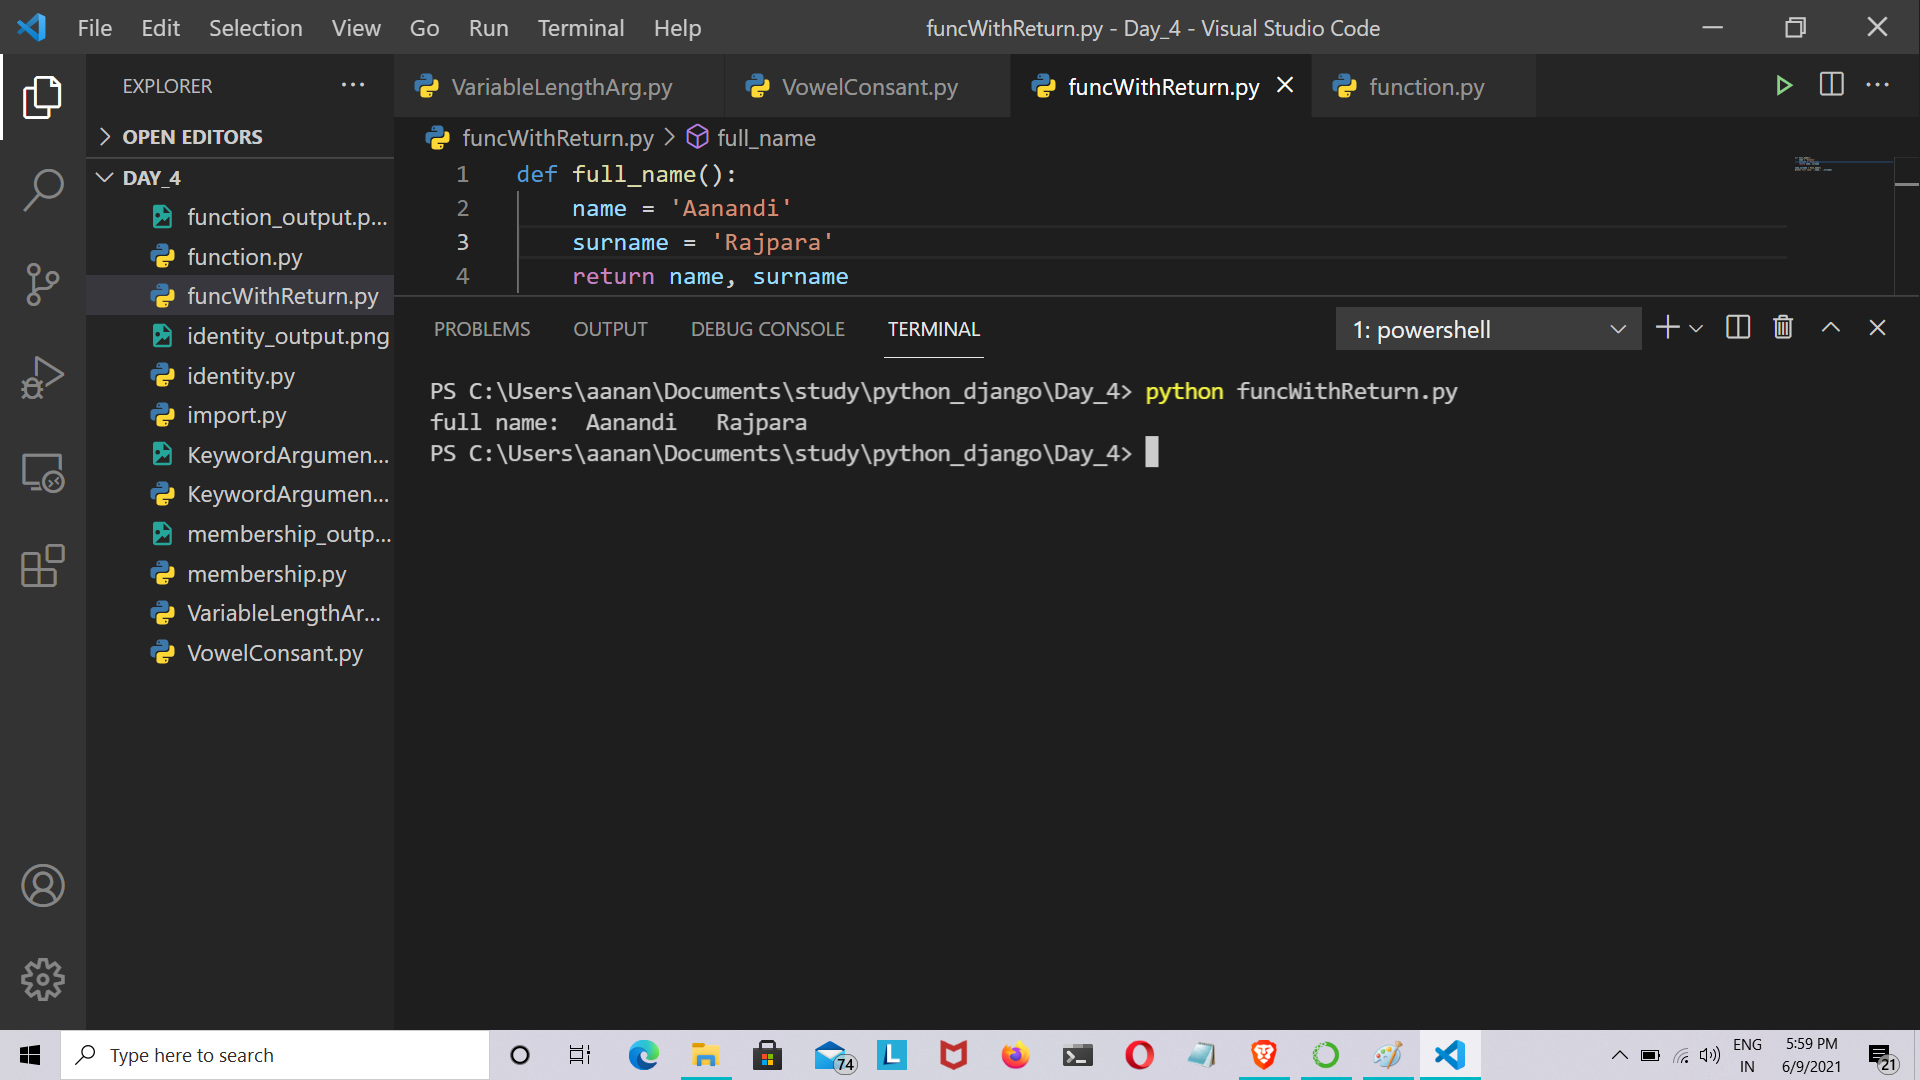 File Edit Selection View Go Run Terminal Help funcWithReturn.py - Day_4 - Visual Studio Code
EXPLORER
VariableLengthArg.py VowelConsant.py funcWithReturn.py function.py
OPEN EDITORS
funcWithReturn.py > full_name
DAY_4
function_output.p...
function.py
funcWithReturn.py
identity_output.png
identity.py
import.py
KeywordArgumen...
KeywordArgumen...
membership_outp...
membership.py
VariableLengthAr...
VowelConsant.py
1 def full_name():
2 name = 'Aanandi'
3 surname = 'Rajpara'
4 return name, surname
PROBLEMS OUTPUT DEBUG CONSOLE TERMINAL 1: powershell
PS C:\Users\aanan\Documents\study\python_django\Day_4> python funcWithReturn.py
full name:  Aanandi   Rajpara
PS C:\Users\aanan\Documents\study\python_django\Day_4>
Type here to search
74
L
ENG
IN
5:59 PM
6/9/2021
21